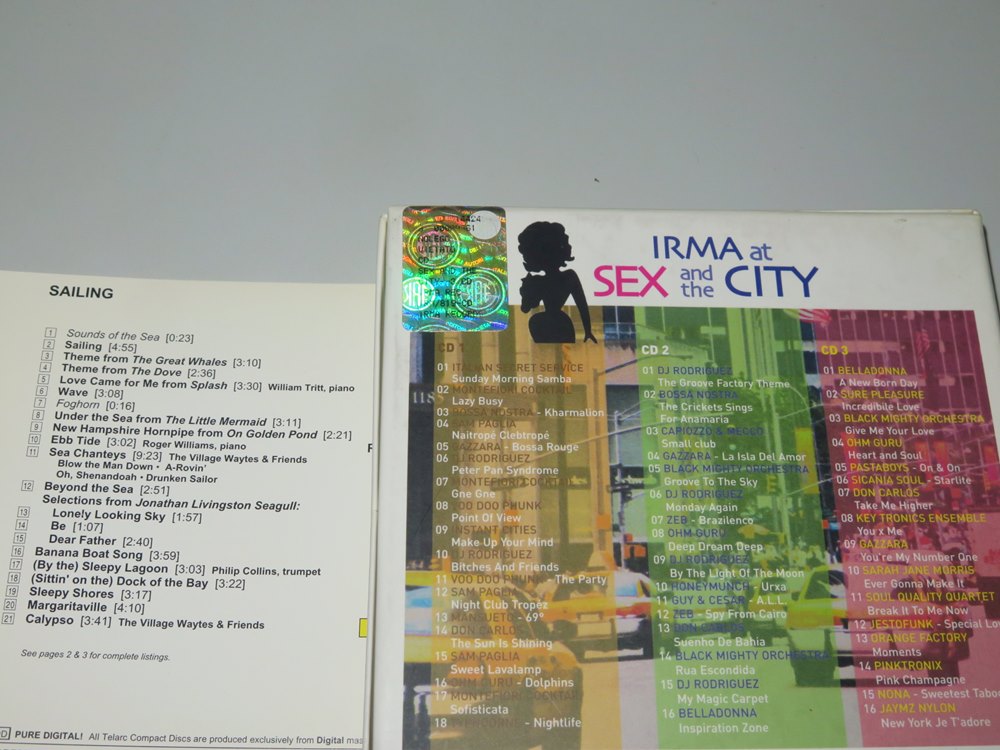 SAILING
1 Sounds of the Sea [0:23]
2 Sailing [4:55]
3 Theme from The Great Whales [3:10]
4 Theme from The Dove [2:36]
5 Love Came for Me from Splash [3:30] William Tritt, piano
6 Wave [3:08]
7 Foghorn [0:16]
8 Under the Sea from The Little Mermaid [3:11]
9 New Hampshire Hornpipe from On Golden Pond [2:21]
10 Ebb Tide [3:02] Roger Williams, piano
11 Sea Chanteys [9:23] The Village Waytes & Friends
Blow the Man Down • A-Rovin'
Oh, Shenandoah • Drunken Sailor
12 Beyond the Sea [2:51]
Selections from Jonathan Livingston Seagull:
13 Lonely Looking Sky [1:57]
14 Be [1:07]
15 Dear Father [2:40]
16 Banana Boat Song [3:59]
17 (By the) Sleepy Lagoon [3:03] Philip Collins, trumpet
18 (Sittin' on the) Dock of the Bay [3:22]
19 Sleepy Shores [3:17]
20 Margaritaville [4:10]
21 Calypso [3:41] The Village Waytes & Friends
See pages 2 & 3 for complete listings.
PURE DIGITAL! All Telarc Compact Discs are produced exclusively from Digital mas
IRMA at
SEX and the CITY
CD 1
01 ITALIAN SECRET SERVICE
Sunday Morning Samba
02 MONTEFIORI COCKTAIL
Lazy Busy
03 BOSSA NOSTRA - Kharmalion
04 SAM PAGLIA
Naitropè Clebtropè
05 GAZZARA - Bossa Rouge
06 DJ RODRIGUEZ
Peter Pan Syndrome
07 MONTEFIORI COCKTAIL
Gne Gne
08 VOO DOO PHUNK
Point Of View
09 INSTANT CITIES
Make Up Your Mind
10 DJ RODRIGUEZ
Bitches And Friends
11 VOO DOO PHUNK - The Party
12 SAM PAGLIA
Night Club Tropez
13 MANSUETO - 69°
14 DON CARLOS
The Sun Is Shining
15 SAM PAGLIA
Sweet Lavalamp
16 OHM GURU - Dolphins
17 MONTEFIORI COCKTAIL
Sofisticata
18 - Nightlife
CD 2
01 DJ RODRIGUEZ
The Groove Factory Theme
02 BOSSA NOSTRA
The Crickets Sings
For Anamaria
03 CARIOZZO & MECCO
Small club
04 GAZZARA - La Isla Del Amor
05 BLACK MIGHTY ORCHESTRA
Groove To The Sky
06 DJ RODRIGUEZ
Monday Again
07 ZEB - Brazilenco
08 OHM GURU
Deep Dream Deep
09 DJ RODRIGUEZ
By The Light Of The Moon
10 HONEYMUNCH - Urxa
11 GUY & CESAR - A.L.L.
12 ZEB - Spy From Cairo
13 DON CARLOS
Suenho De Bahia
14 BLACK MIGHTY ORCHESTRA
Rua Escondida
15 DJ RODRIGUEZ
My Magic Carpet
16 BELLADONNA
Inspiration Zone
CD 3
01 BELLADONNA
A New Born Day
02 SURE PLEASURE
Incredibile Love
03 BLACK MIGHTY ORCHESTRA
Give Me Your Love
04 OHM GURU
Heart and Soul
05 PASTABOYS - On & On
06 SICANIA SOUL - Starlite
07 DON CARLOS
Take Me Higher
08 KEY TRONICS ENSEMBLE
You x Me
09 GAZZARA
You're My Number One
10 SARAH JANE MORRIS
Ever Gonna Make It
11 SOUL QUALITY QUARTET
Break It To Me Now
12 JESTOFUNK - Special Lov
13 ORANGE FACTORY
Moments
14 PINKTRONIX
Pink Champagne
15 NONA - Sweetest Tabo
16 JAYMZ NYLON
New York Je T'adore